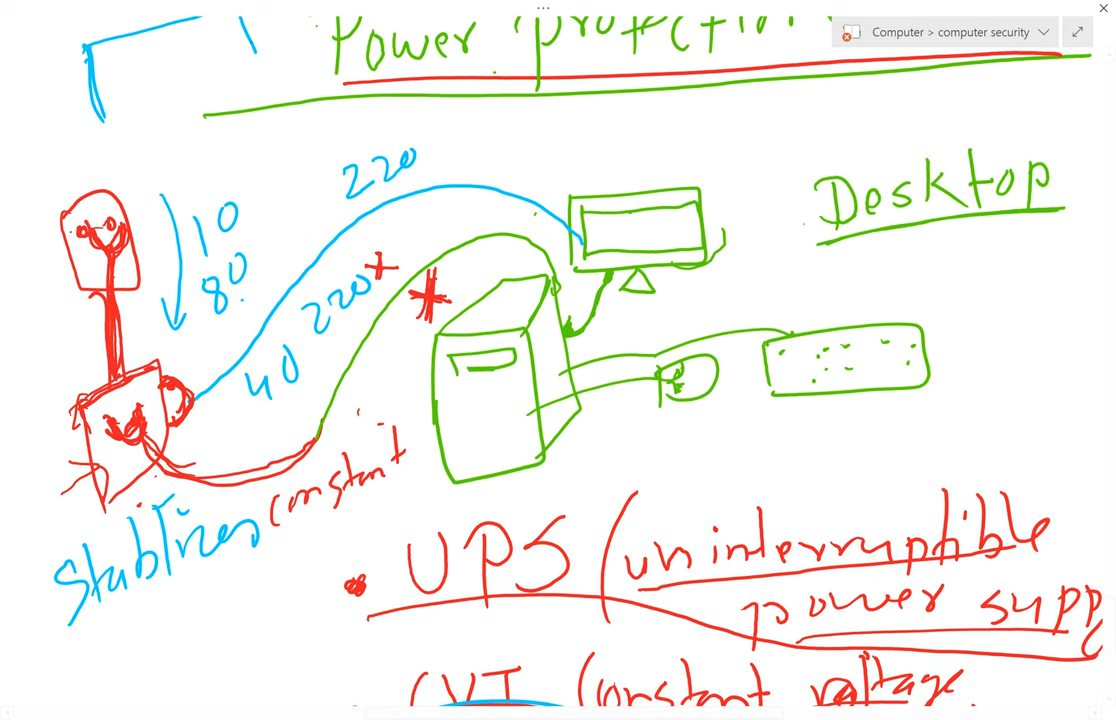 Power protection
Computer > computer security
220
Desktop
10
80
220
40
constant
Stablizer
• UPS (uninterruptible
power supp
CVT (constant voltage